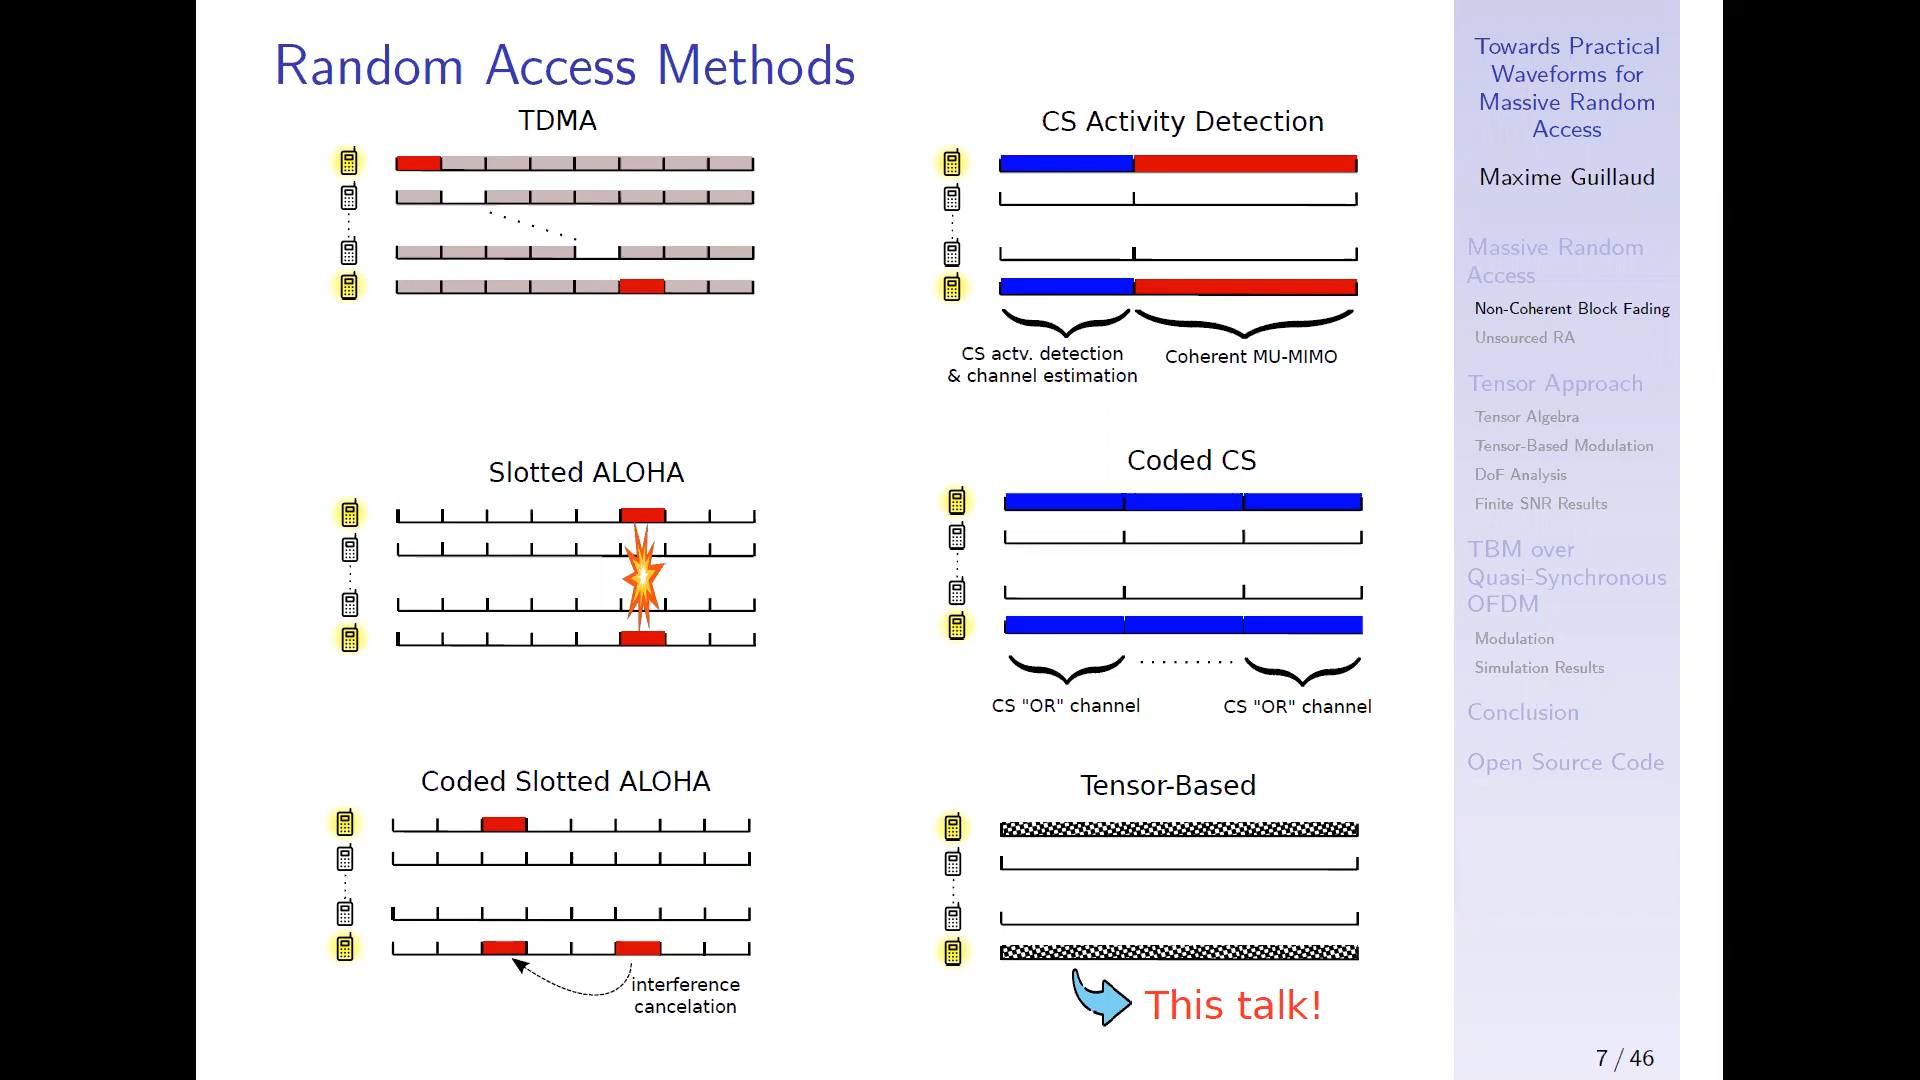 Random Access Methods
TDMA
CS Activity Detection
CS actv. detection
& channel estimation
Coherent MU-MIMO
Slotted ALOHA
Coded CS
CS "OR" channel
CS "OR" channel
Coded Slotted ALOHA
interference
cancelation
Tensor-Based
This talk!
Towards Practical
Waveforms for
Massive Random
Access
Maxime Guillaud
Massive Random
Access
Non-Coherent Block Fading
Unsourced RA
Tensor Approach
Tensor Algebra
Tensor-Based Modulation
DoF Analysis
Finite SNR Results
TBM over
Quasi-Synchronous
OFDM
Modulation
Simulation Results
Conclusion
Open Source Code
7 / 46